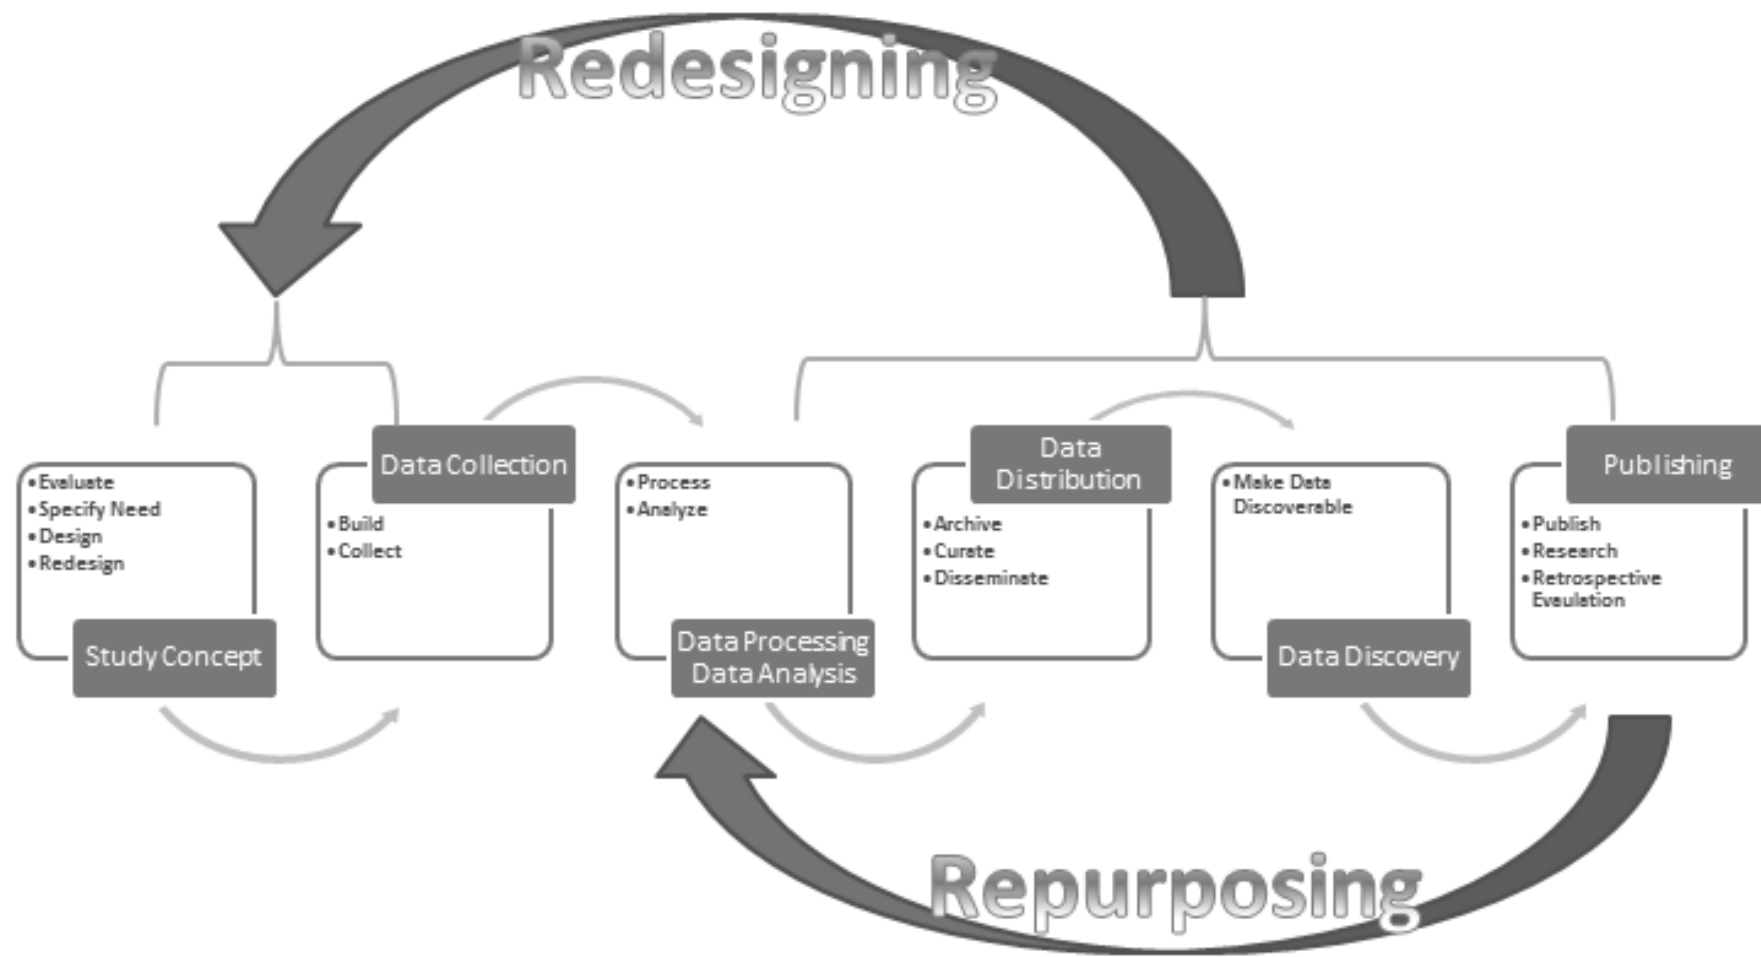 Redesigning
• Evaluate
• Specify Need
• Design
• Redesign
Study Concept
Data Collection
• Build
• Collect
• Process
• Analyze
Data Processing
Data Analysis
Data
Distribution
• Archive
• Curate
• Disseminate
• Make Data
Discoverable
Data Discovery
Publishing
• Publish
• Research
• Retrospective
Evaulation
Repurposing